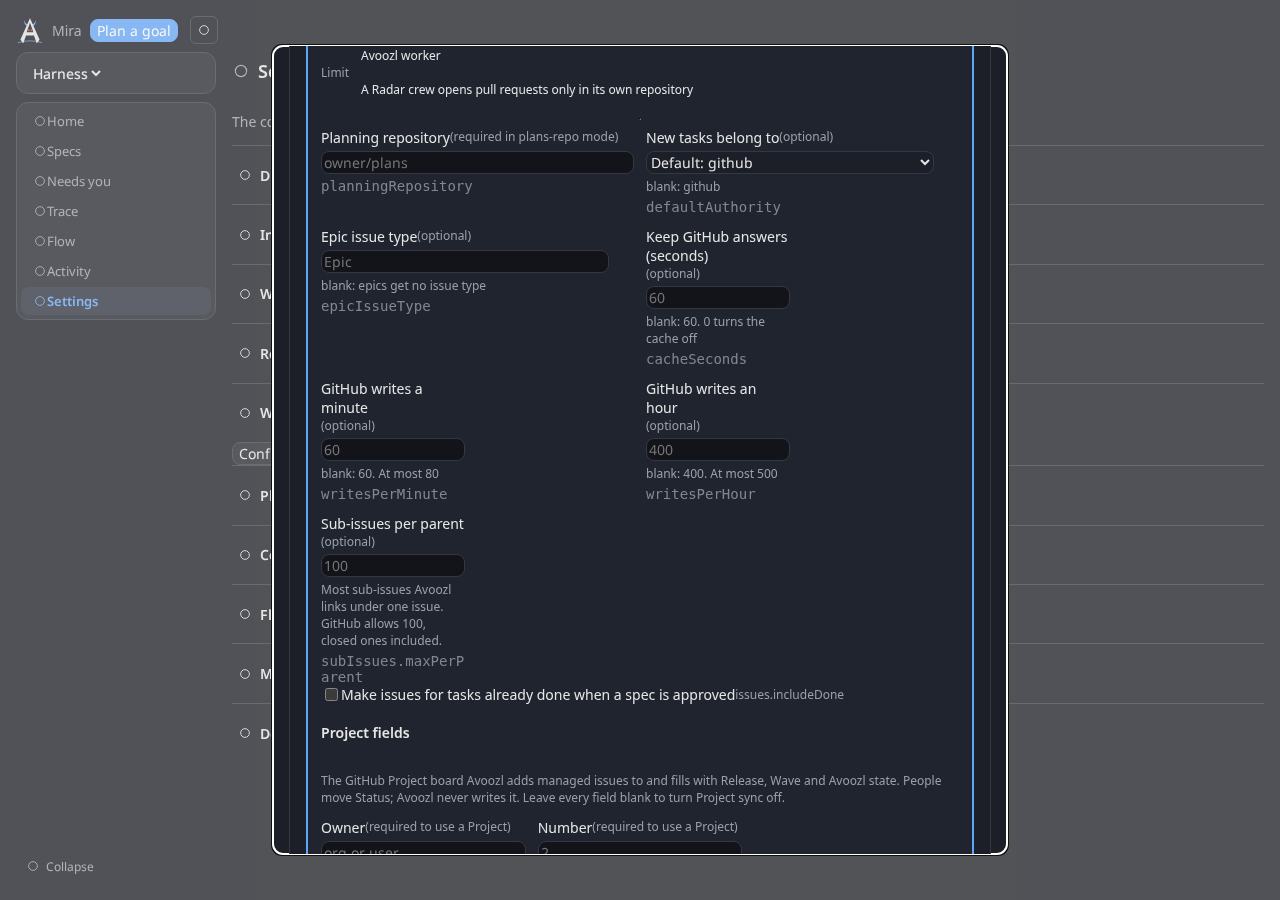 Mira
Plan a goal
Harness
Home
Specs
Needs you
Trace
Flow
Activity
Settings
Collapse
The co
Conf
Avoozl worker
Limit
A Radar crew opens pull requests only in its own repository
Planning repository(required in plans-repo mode)
owner/plans
planningRepository
New tasks belong to(optional)
Default: github
blank: github
defaultAuthority
Epic issue type(optional)
Epic
blank: epics get no issue type
epicIssueType
Keep GitHub answers
(seconds)
(optional)
60
blank: 60. 0 turns the
cache off
cacheSeconds
GitHub writes a
minute
(optional)
60
blank: 60. At most 80
writesPerMinute
GitHub writes an
hour
(optional)
400
blank: 400. At most 500
writesPerHour
Sub-issues per parent
(optional)
100
Most sub-issues Avoozl
links under one issue.
GitHub allows 100,
closed ones included.
subIssues.maxPerP
arent
Make issues for tasks already done when a spec is approvedissues.includeDone
Project fields
The GitHub Project board Avoozl adds managed issues to and fills with Release, Wave and Avoozl state. People
move Status; Avoozl never writes it. Leave every field blank to turn Project sync off.
Owner(required to use a Project)
org or user
Number(required to use a Project)
2